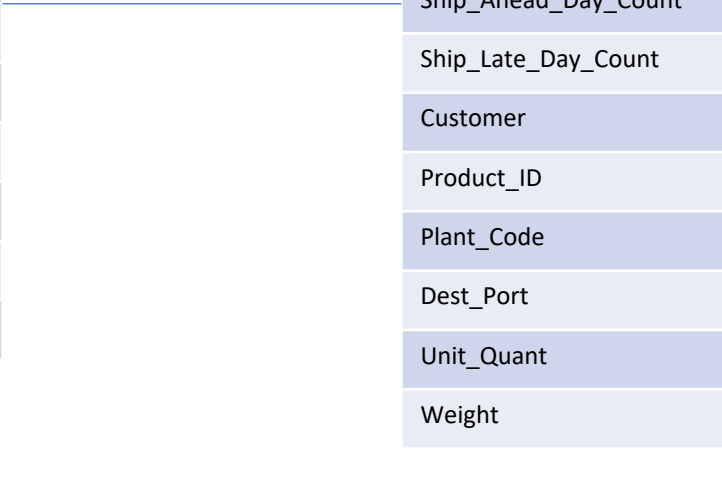 Ship_Ahead_Day_Count
Ship_Late_Day_Count
Customer
Product_ID
Plant_Code
Dest_Port
Unit_Quant
Weight